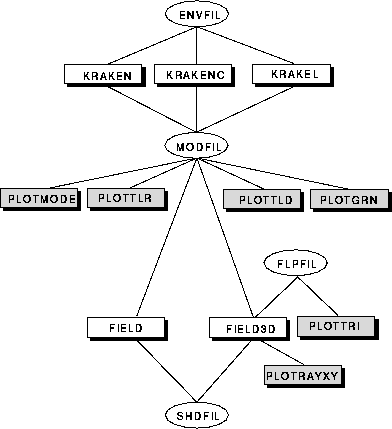 ENVFIL
KRAKEN KRAKENC KRAKEL
MODFIL
PLOTMODE PLOTTLR PLOTTLD PLOTGRN
FLPFIL
FIELD FIELD3D PLOTTRI
PLOTRAYXY
SHDFIL